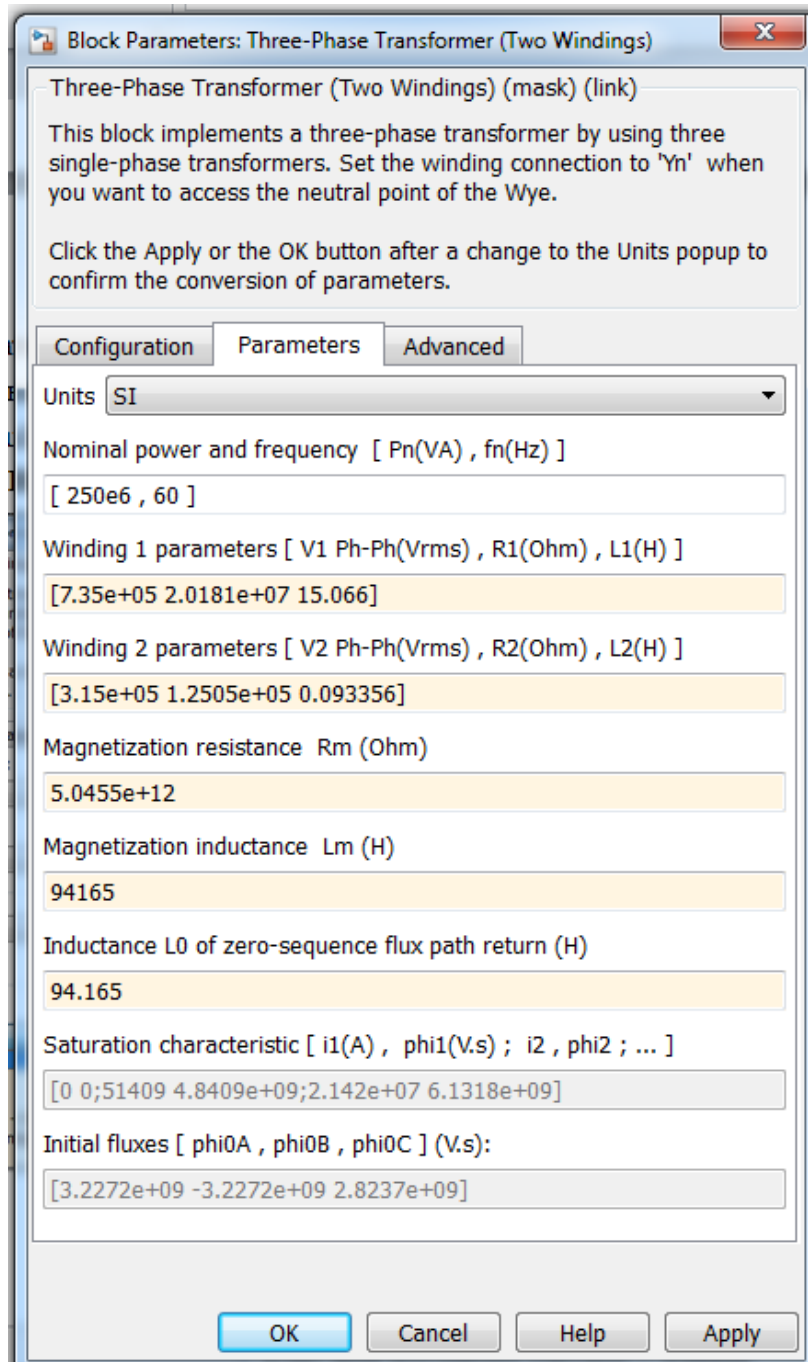 Block Parameters: Three-Phase Transformer (Two Windings)
Three-Phase Transformer (Two Windings) (mask) (link)
This block implements a three-phase transformer by using three
single-phase transformers. Set the winding connection to 'Yn' when
you want to access the neutral point of the Wye.
Click the Apply or the OK button after a change to the Units popup to
confirm the conversion of parameters.
Configuration Parameters Advanced
Units SI
Nominal power and frequency [ Pn(VA) , fn(Hz) ]
[ 250e6 , 60 ]
Winding 1 parameters [ V1 Ph-Ph(Vrms) , R1(Ohm) , L1(H) ]
[7.35e+05 2.0181e+07 15.066]
Winding 2 parameters [ V2 Ph-Ph(Vrms) , R2(Ohm) , L2(H) ]
[3.15e+05 1.2505e+05 0.093356]
Magnetization resistance Rm (Ohm)
5.0455e+12
Magnetization inductance Lm (H)
94165
Inductance L0 of zero-sequence flux path return (H)
94.165
Saturation characteristic [ i1(A) , phi1(V.s) ; i2 , phi2 ; ... ]
[0 0;51409 4.8409e+09;2.142e+07 6.1318e+09]
Initial fluxes [ phi0A , phi0B , phi0C ] (V.s):
[3.2272e+09 -3.2272e+09 2.8237e+09]
OK Cancel Help Apply